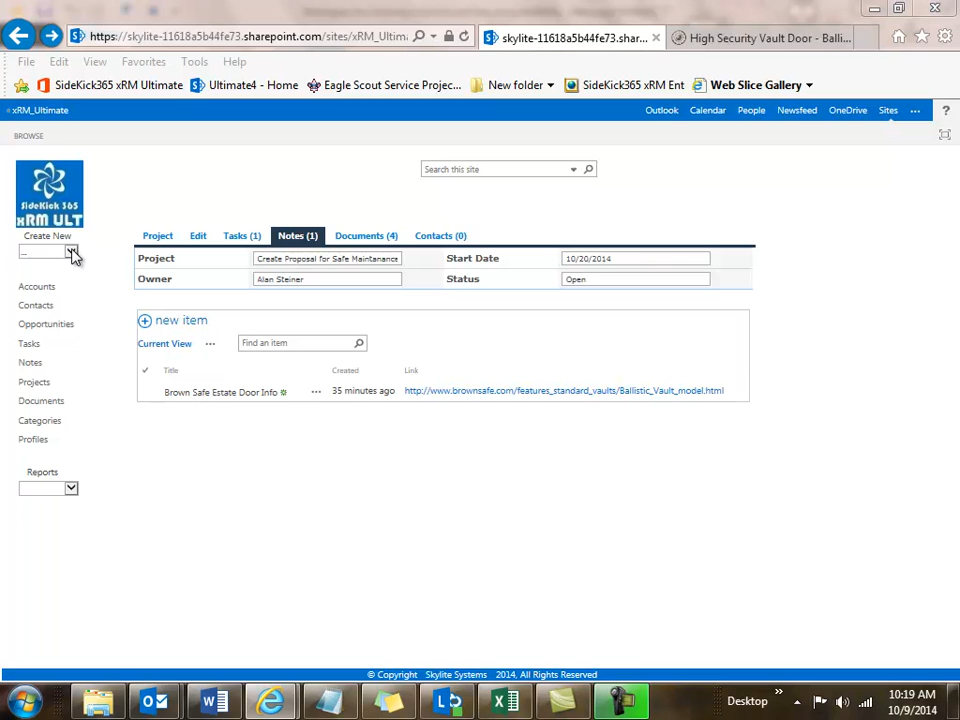 https://skylite-11618a5b44fe73.sharepoint.com/sites/xRM_Ultima
skylite-11618a5b44fe73.shar...
High Security Vault Door - Balli...
File Edit View Favorites Tools Help
SideKick365 xRM Ultimate
Ultimate4 - Home
Eagle Scout Service Projec...
New folder
SideKick365 xRM Ent
Web Slice Gallery
xRM_Ultimate
Outlook Calendar People Newsfeed OneDrive Sites ... ?
BROWSE
SideKick 365
xRM ULT
Search this site
Create New
_
Project Edit Tasks (1) Notes (1) Documents (4) Contacts (0)
Project Create Proposal for Safe Maintanance Start Date 10/20/2014
Owner Alan Steiner Status Open
Accounts
Contacts
Opportunities
Tasks
Notes
Projects
Documents
Categories
Profiles
Reports
new item
Current View ... Find an item
Title Created Link
Brown Safe Estate Door Info ... 35 minutes ago http://www.brownsafe.com/features_standard_vaults/Ballistic_Vault_model.html
© Copyright Skylite Systems 2014, All Rights Reserved
Desktop
10:19 AM
10/9/2014